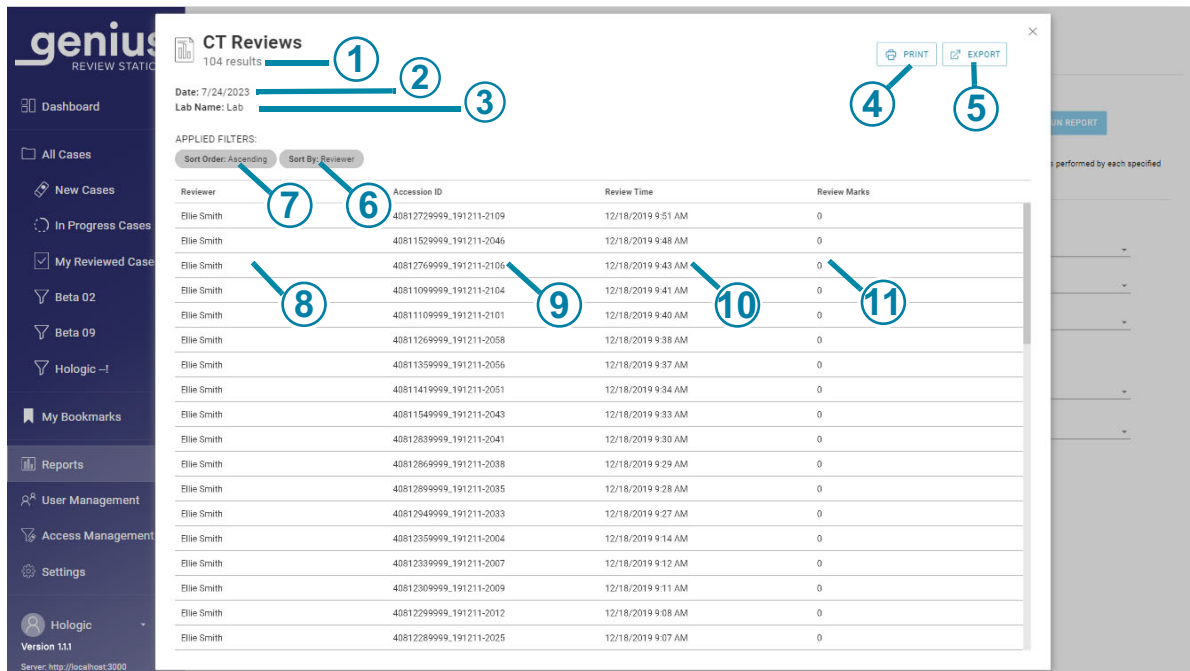 genius
REVIEW STATIO
Dashboard
All Cases
New Cases
In Progress Cases
My Reviewed Case
Beta 02
Beta 09
Hologic –!
My Bookmarks
Reports
User Management
Access Management
Settings
Hologic
Version 1.1.1
Server: http://localhost:3000
CT Reviews
104 results
1
Date: 7/24/2023
2
Lab Name: Lab
3
PRINT
EXPORT
4
5
APPLIED FILTERS:
Sort Order: Ascending
Sort By: Reviewer
7
6
UN REPORT
s performed by each specified
Reviewer Accession ID Review Time Review Marks
Ellie Smith 40812729999_191211-2109 12/18/2019 9:51 AM 0
Ellie Smith 40811529999_191211-2046 12/18/2019 9:48 AM 0
Ellie Smith 40812769999_191211-2106 12/18/2019 9:43 AM 0
8
9
10
11
Ellie Smith 40811099999_191211-2104 12/18/2019 9:41 AM 0
Ellie Smith 40811109999_191211-2101 12/18/2019 9:40 AM 0
Ellie Smith 40811269999_191211-2058 12/18/2019 9:38 AM 0
Ellie Smith 40811359999_191211-2056 12/18/2019 9:37 AM 0
Ellie Smith 40811419999_191211-2051 12/18/2019 9:34 AM 0
Ellie Smith 40811549999_191211-2043 12/18/2019 9:33 AM 0
Ellie Smith 40812839999_191211-2041 12/18/2019 9:30 AM 0
Ellie Smith 40812869999_191211-2038 12/18/2019 9:29 AM 0
Ellie Smith 40812899999_191211-2035 12/18/2019 9:28 AM 0
Ellie Smith 40812949999_191211-2033 12/18/2019 9:27 AM 0
Ellie Smith 40812359999_191211-2004 12/18/2019 9:14 AM 0
Ellie Smith 40812339999_191211-2007 12/18/2019 9:12 AM 0
Ellie Smith 40812309999_191211-2009 12/18/2019 9:11 AM 0
Ellie Smith 40812299999_191211-2012 12/18/2019 9:08 AM 0
Ellie Smith 40812289999_191211-2025 12/18/2019 9:07 AM 0